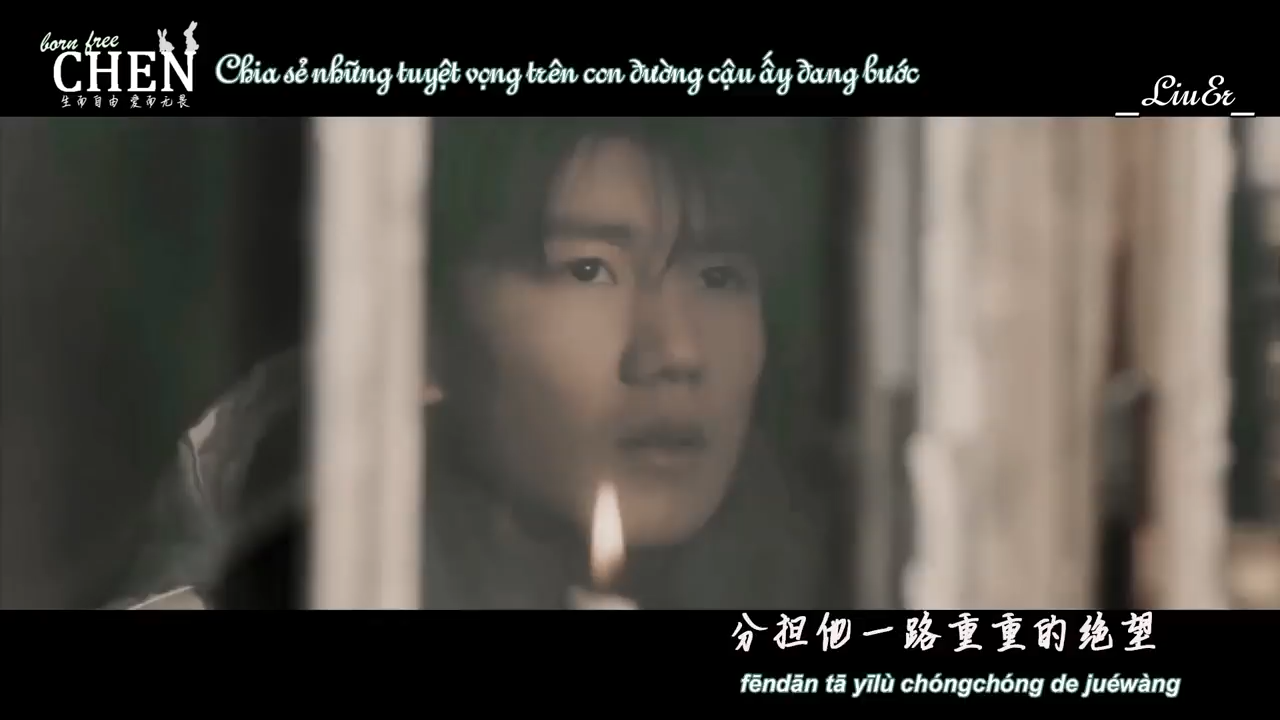 born free
CHEN
生而自由 爱而无畏
Chia sẻ những tuyệt vọng trên con đường cậu ấy đang bước
_LiuEr_
分担他一路重重的绝望
fēndān tā yīlù chóngchóng de juéwàng